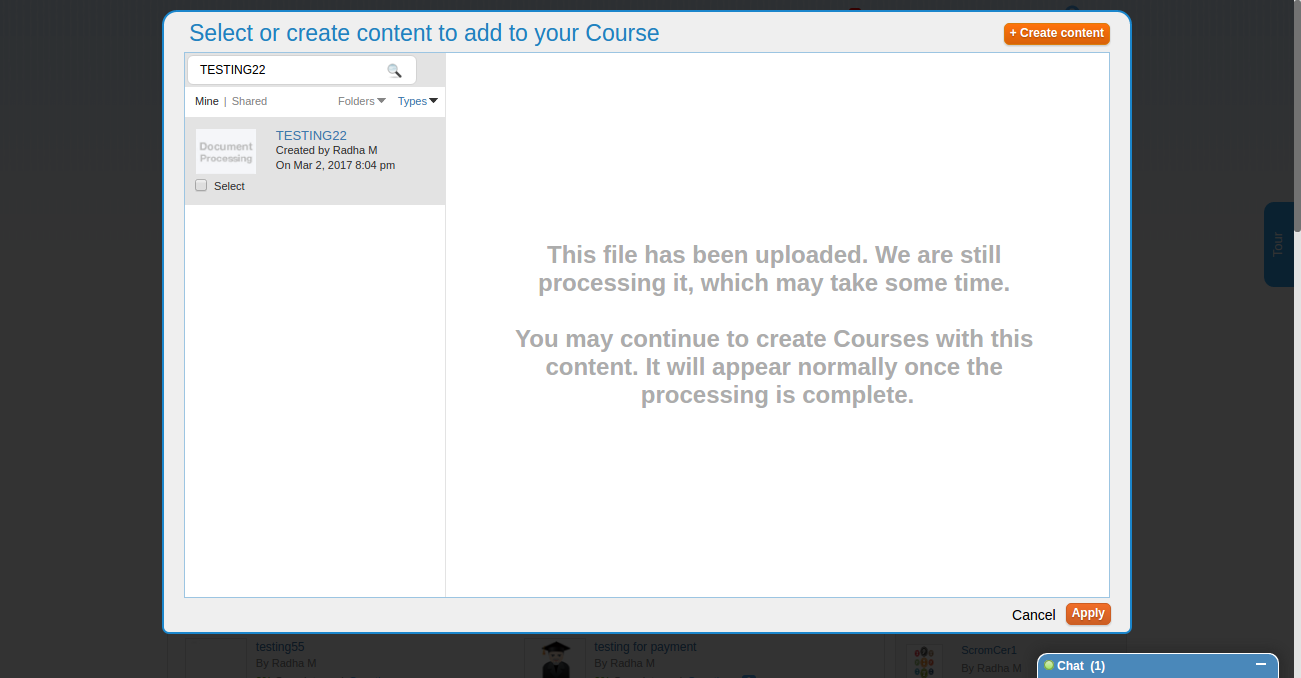 Select or create content to add to your Course
+ Create content
TESTING22
Mine | Shared
Folders
Types
Document
Processing
TESTING22
Created by Radha M
On Mar 2, 2017 8:04 pm
Select
This file has been uploaded. We are still
processing it, which may take some time.
You may continue to create Courses with this
content. It will appear normally once the
processing is complete.
Tour
Cancel
Apply
testing55
By Radha M
testing for payment
By Radha M
ScromCer1
By Radha M
Chat (1)